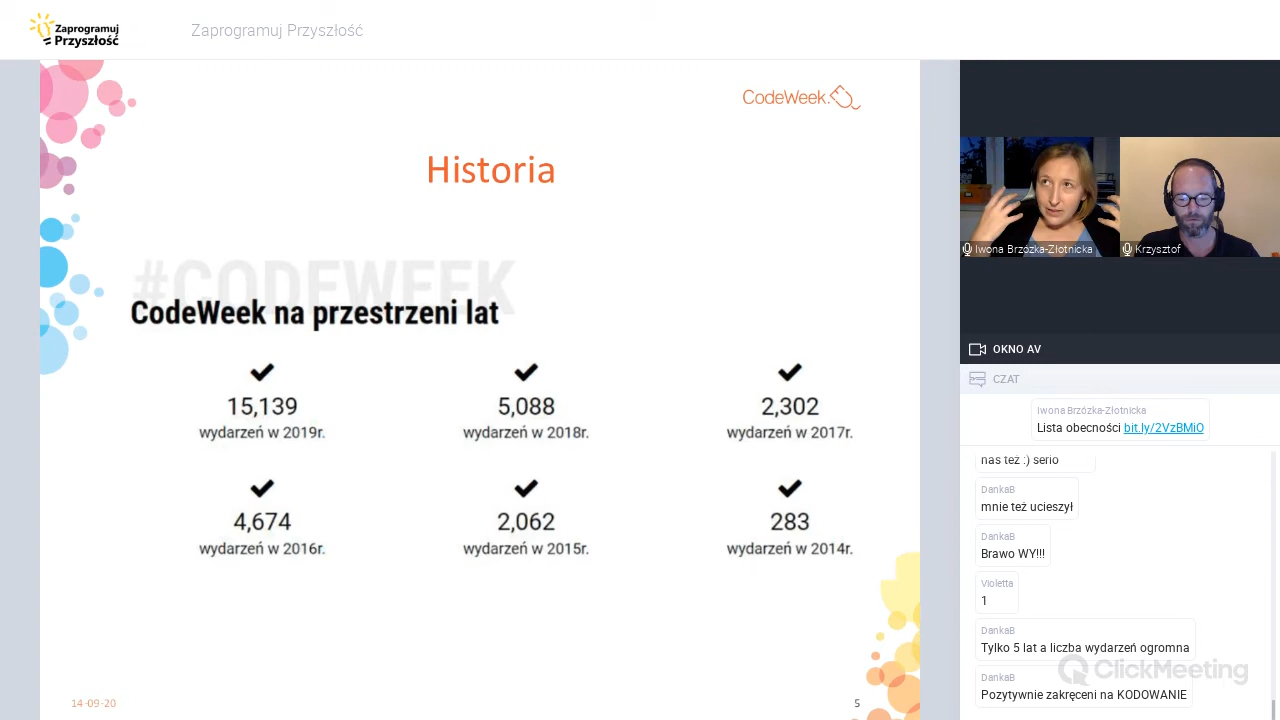 Zaprogramuj
Przyszłość
Zaprogramuj Przyszłość
CodeWeek.
Historia
#CODEWEEK
CodeWeek na przestrzeni lat
15,139
wydarzeń w 2019r.
5,088
wydarzeń w 2018r.
2,302
wydarzeń w 2017r.
4,674
wydarzeń w 2016r.
2,062
wydarzeń w 2015r.
283
wydarzeń w 2014r.
14-09-20
5
Iwona Brzózka-Złotnicka
Krzysztof
OKNO AV
CZAT
Iwona Brzózka-Złotnicka
Lista obecności bit.ly/2VzBMiO
nas też :) serio
DankaB
mnie też ucieszył
DankaB
Brawo WY!!!
Violetta
1
DankaB
Tylko 5 lat a liczba wydarzeń ogromna
DankaB
Pozytywnie zakręceni na KODOWANIE
ClickMeeting